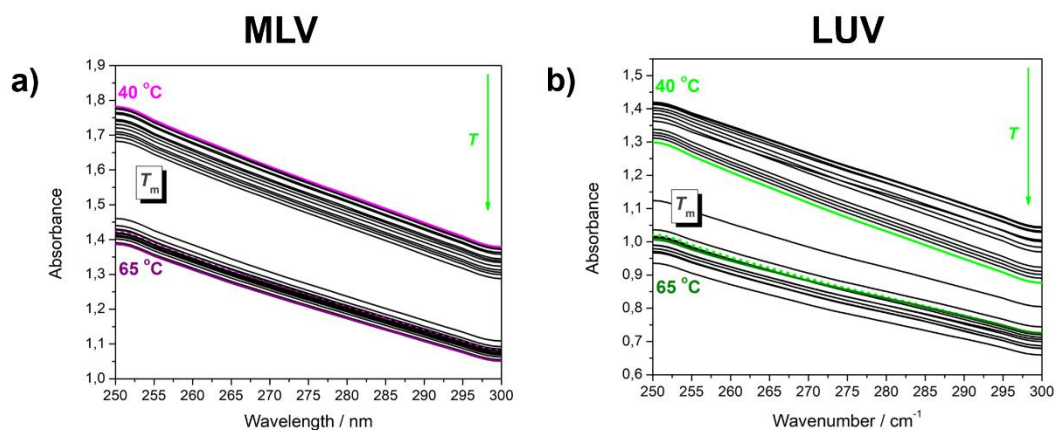 MLV
a)
1,9
1,8
1,7
1,6
1,5
1,4
1,3
1,2
1,1
1,0
Absorbance
40 °C
T
Tm
65 °C
250 255 260 265 270 275 280 285 290 295 300
Wavelength / nm
LUV
b)
1,5
1,4
1,3
1,2
1,1
1,0
0,9
0,8
0,7
0,6
Absorbance
40 °C
T
Tm
65 °C
250 255 260 265 270 275 280 285 290 295 300
Wavenumber / cm⁻¹